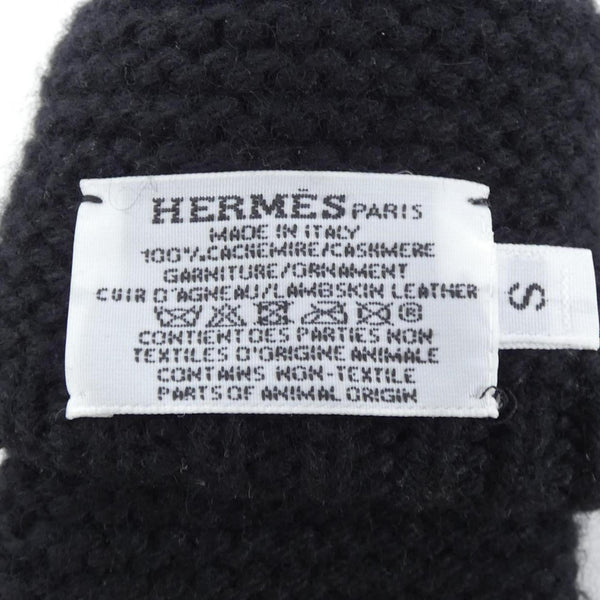 HERMÈS PARIS
MADE IN ITALY
100% CACHEMIRE/CASHMERE
GARNITURE/ORNAMENT
CUIR D'AGNEAU/LAMBSKIN LEATHER
®
CONTIENT DES PARTIES NON
TEXTILES D'ORIGINE ANIMALE
CONTAINS NON-TEXTILE
PARTS OF ANIMAL ORIGIN
S